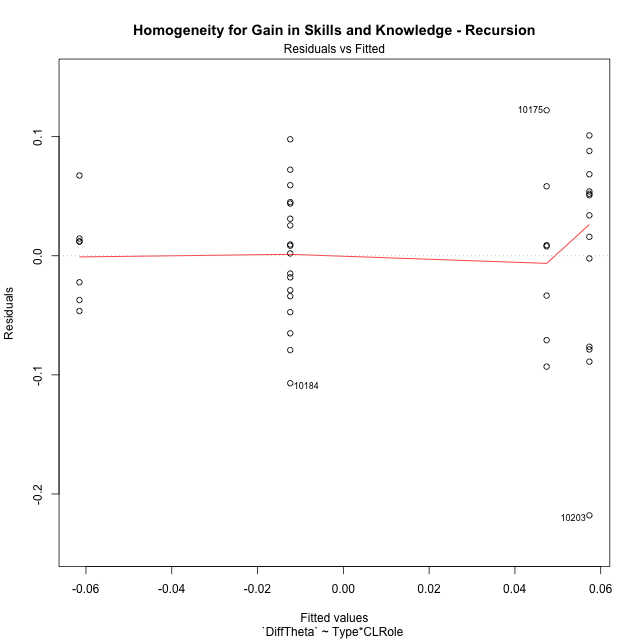 Homogeneity for Gain in Skills and Knowledge - Recursion
Residuals vs Fitted
10175
0.1
0.0
Residuals
-0.1
10184
-0.2
10203
-0.06 -0.04 -0.02 0.00 0.02 0.04 0.06
Fitted values
`DiffTheta` ~ Type*CLRole